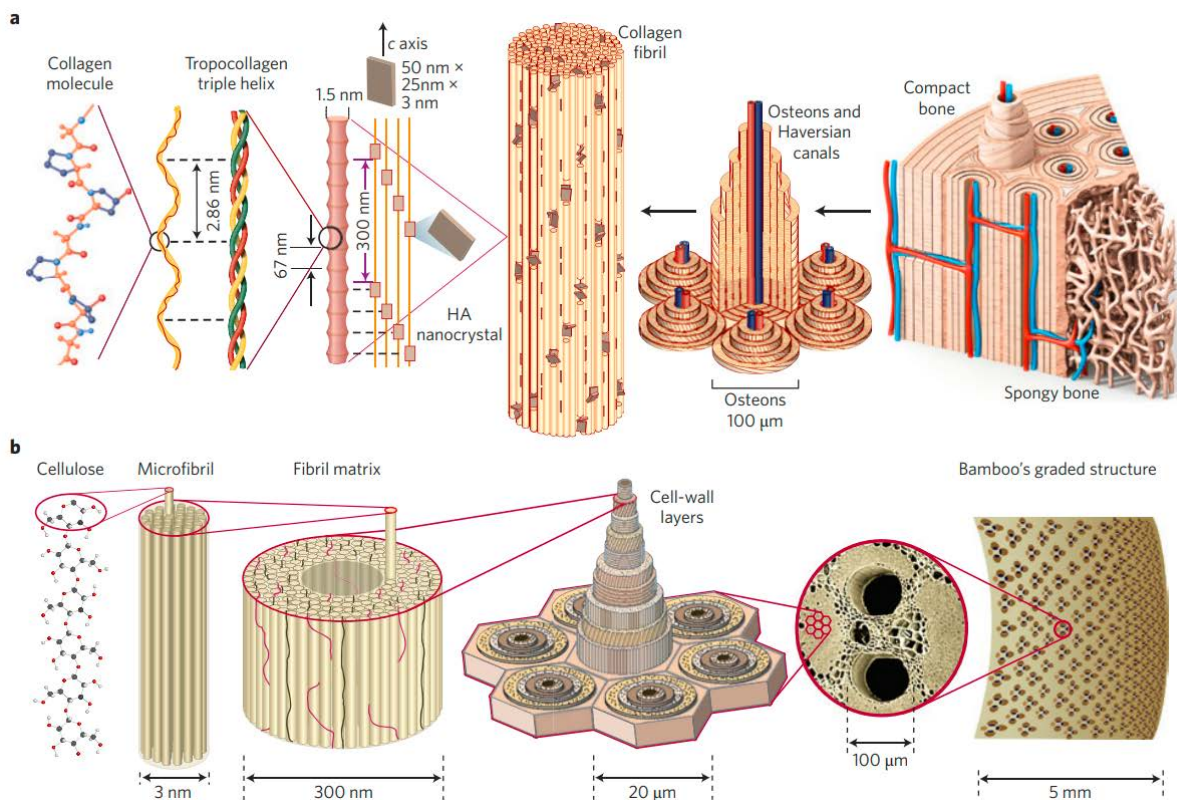 a
Collagen
molecule
Tropocollagen
triple helix
2.86 nm
1.5 nm
67 nm
300 nm
c axis
50 nm ×
25nm ×
3 nm
HA
nanocrystal
Collagen
fibril
Osteons and
Haversian
canals
Osteons
100 μm
Compact
bone
Spongy bone
b
Cellulose
Microfibril
3 nm
Fibril matrix
300 nm
Cell-wall
layers
20 μm
100 μm
Bamboo's graded structure
5 mm